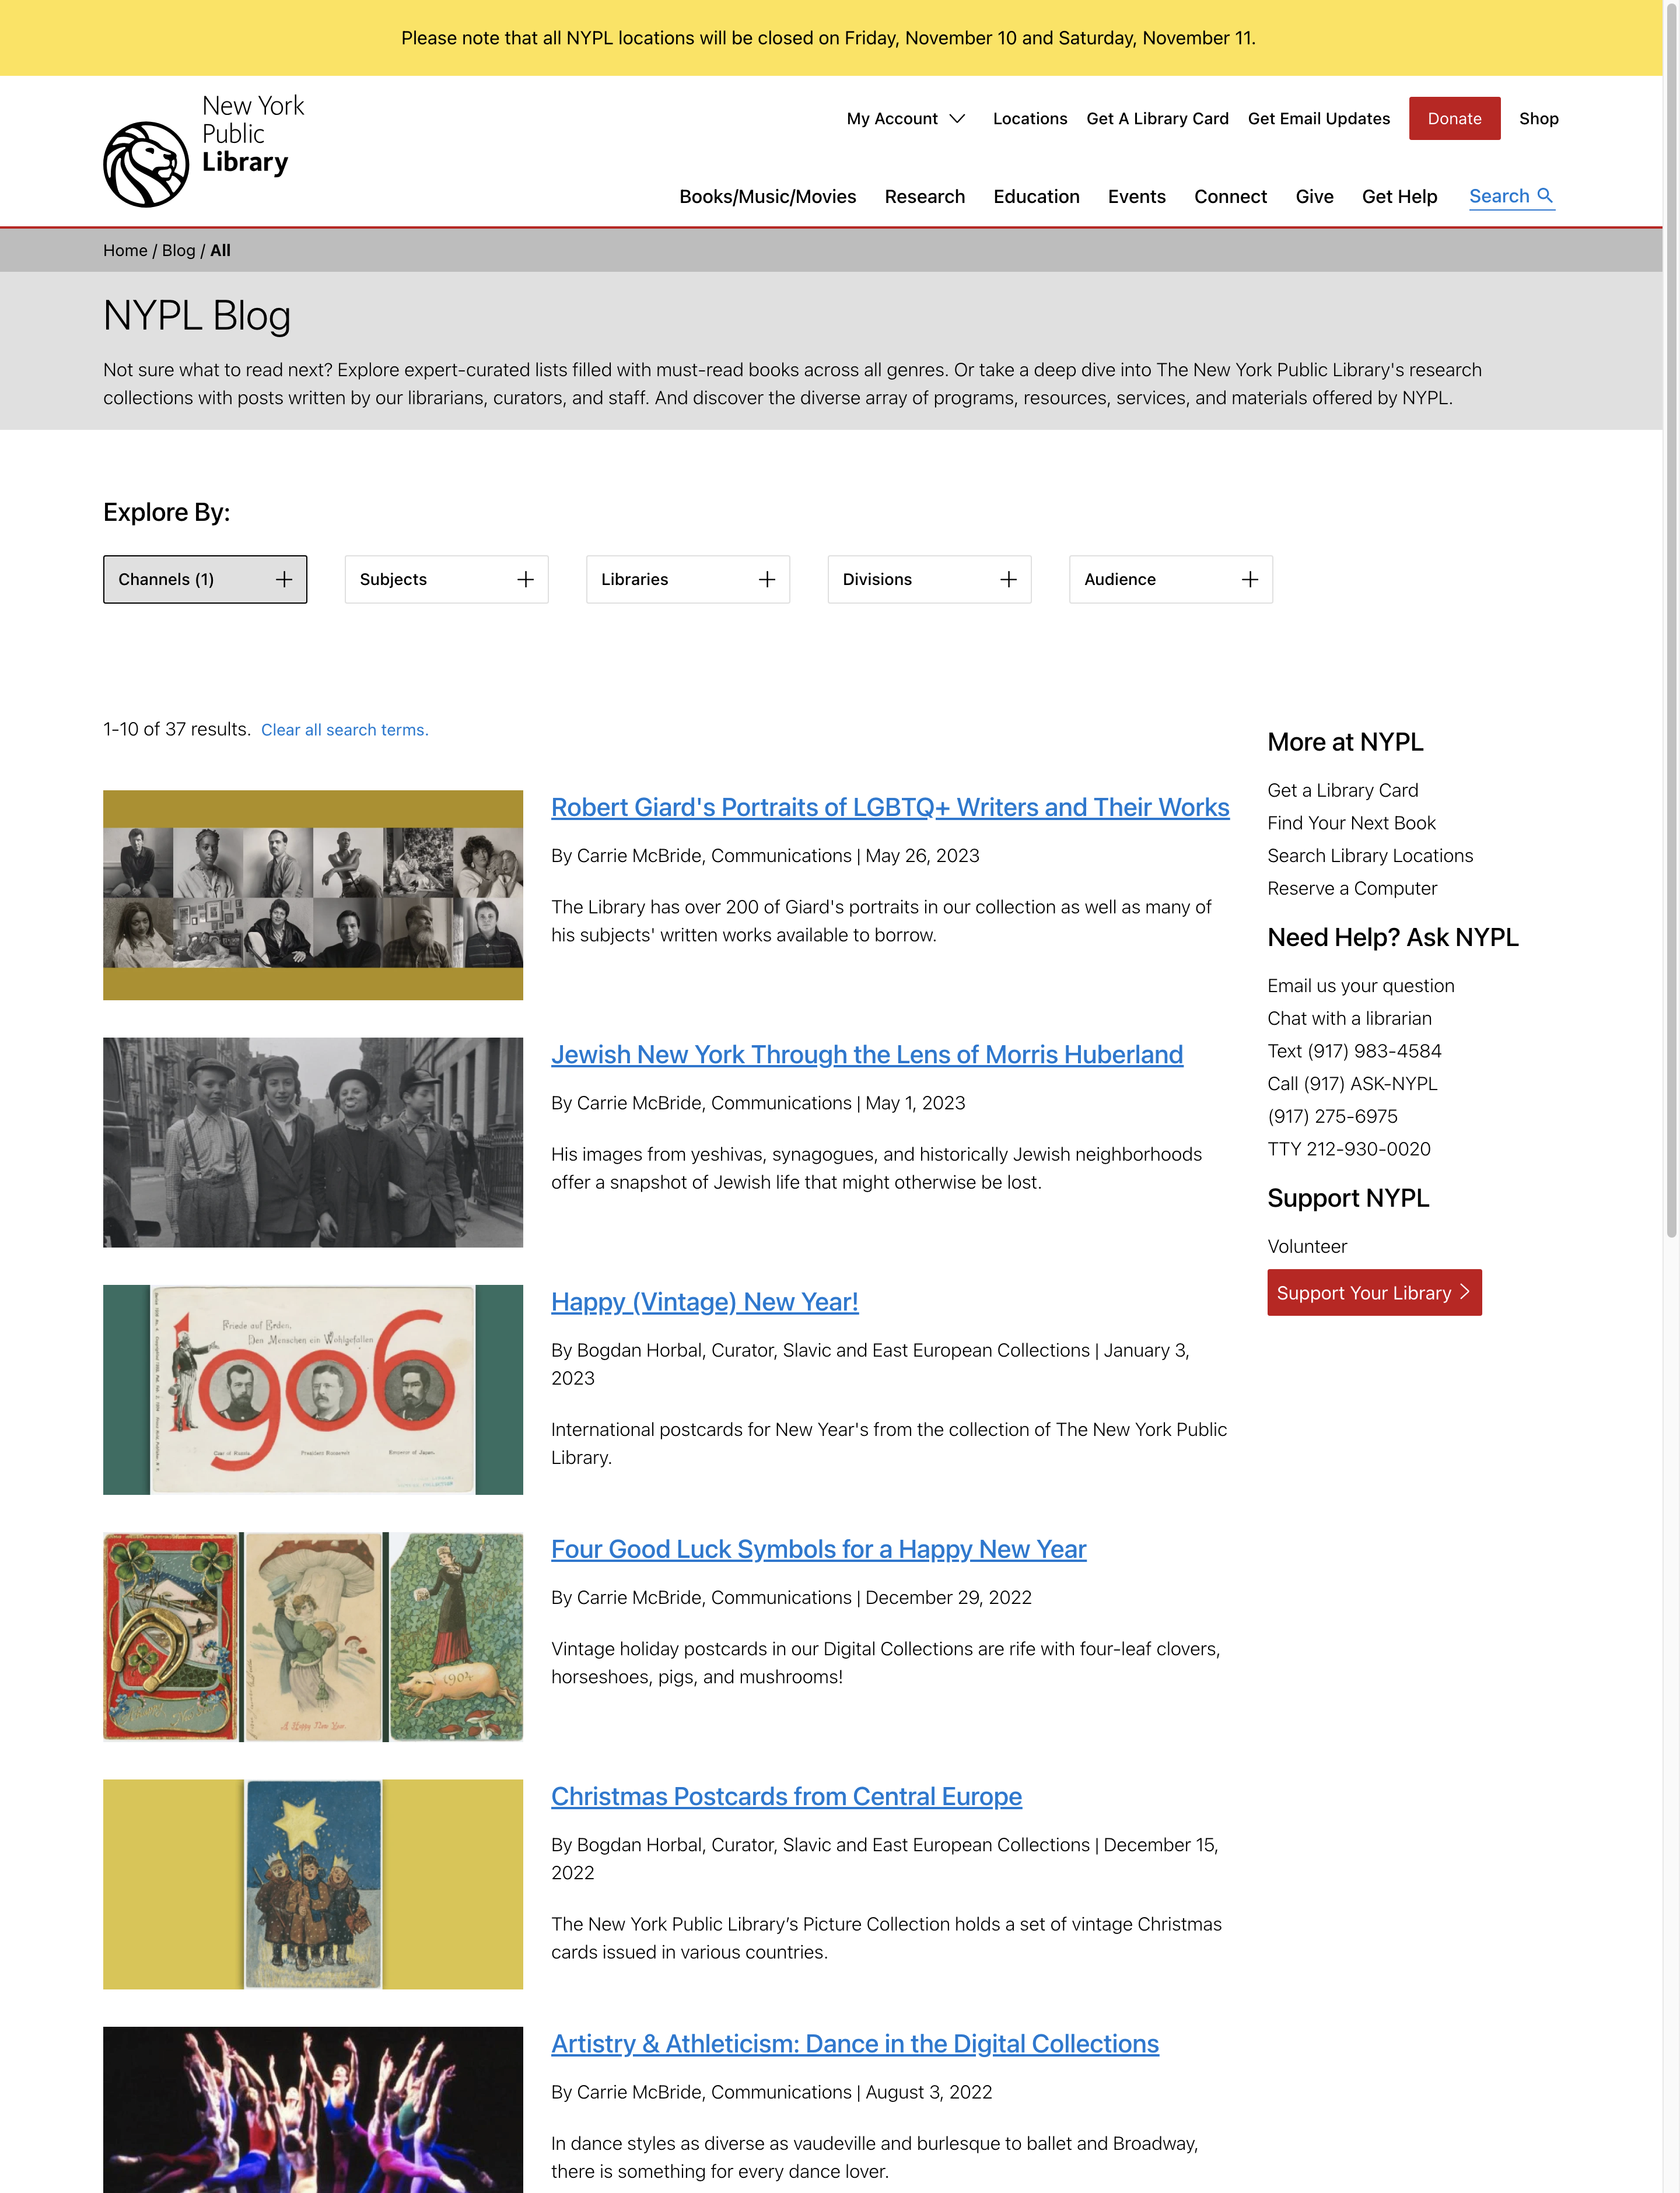 Please note that all NYPL locations will be closed on Friday, November 10 and Saturday, November 11.
New York
Public
Library
My Account
Locations
Get A Library Card
Get Email Updates
Donate
Shop
Books/Music/Movies
Research
Education
Events
Connect
Give
Get Help
Search
Home / Blog / All
NYPL Blog
Not sure what to read next? Explore expert-curated lists filled with must-read books across all genres. Or take a deep dive into The New York Public Library's research
collections with posts written by our librarians, curators, and staff. And discover the diverse array of programs, resources, services, and materials offered by NYPL.
Explore By:
Channels (1)
Subjects
Libraries
Divisions
Audience
1-10 of 37 results. Clear all search terms.
Robert Giard's Portraits of LGBTQ+ Writers and Their Works
By Carrie McBride, Communications | May 26, 2023
The Library has over 200 of Giard's portraits in our collection as well as many of
his subjects' written works available to borrow.
Jewish New York Through the Lens of Morris Huberland
By Carrie McBride, Communications | May 1, 2023
His images from yeshivas, synagogues, and historically Jewish neighborhoods
offer a snapshot of Jewish life that might otherwise be lost.
Friede auf Erden,
Den Menschen ein Wohlgefallen
1906
Czar of Russia.
President Roosevelt.
Emperor of Japan.
Happy (Vintage) New Year!
By Bogdan Horbal, Curator, Slavic and East European Collections | January 3,
2023
International postcards for New Year's from the collection of The New York Public
Library.
A Happy New Year.
Four Good Luck Symbols for a Happy New Year
By Carrie McBride, Communications | December 29, 2022
Vintage holiday postcards in our Digital Collections are rife with four-leaf clovers,
horseshoes, pigs, and mushrooms!
Christmas Postcards from Central Europe
By Bogdan Horbal, Curator, Slavic and East European Collections | December 15,
2022
The New York Public Library’s Picture Collection holds a set of vintage Christmas
cards issued in various countries.
Artistry & Athleticism: Dance in the Digital Collections
By Carrie McBride, Communications | August 3, 2022
In dance styles as diverse as vaudeville and burlesque to ballet and Broadway,
there is something for every dance lover.
More at NYPL
Get a Library Card
Find Your Next Book
Search Library Locations
Reserve a Computer
Need Help? Ask NYPL
Email us your question
Chat with a librarian
Text (917) 983-4584
Call (917) ASK-NYPL
(917) 275-6975
TTY 212-930-0020
Support NYPL
Volunteer
Support Your Library